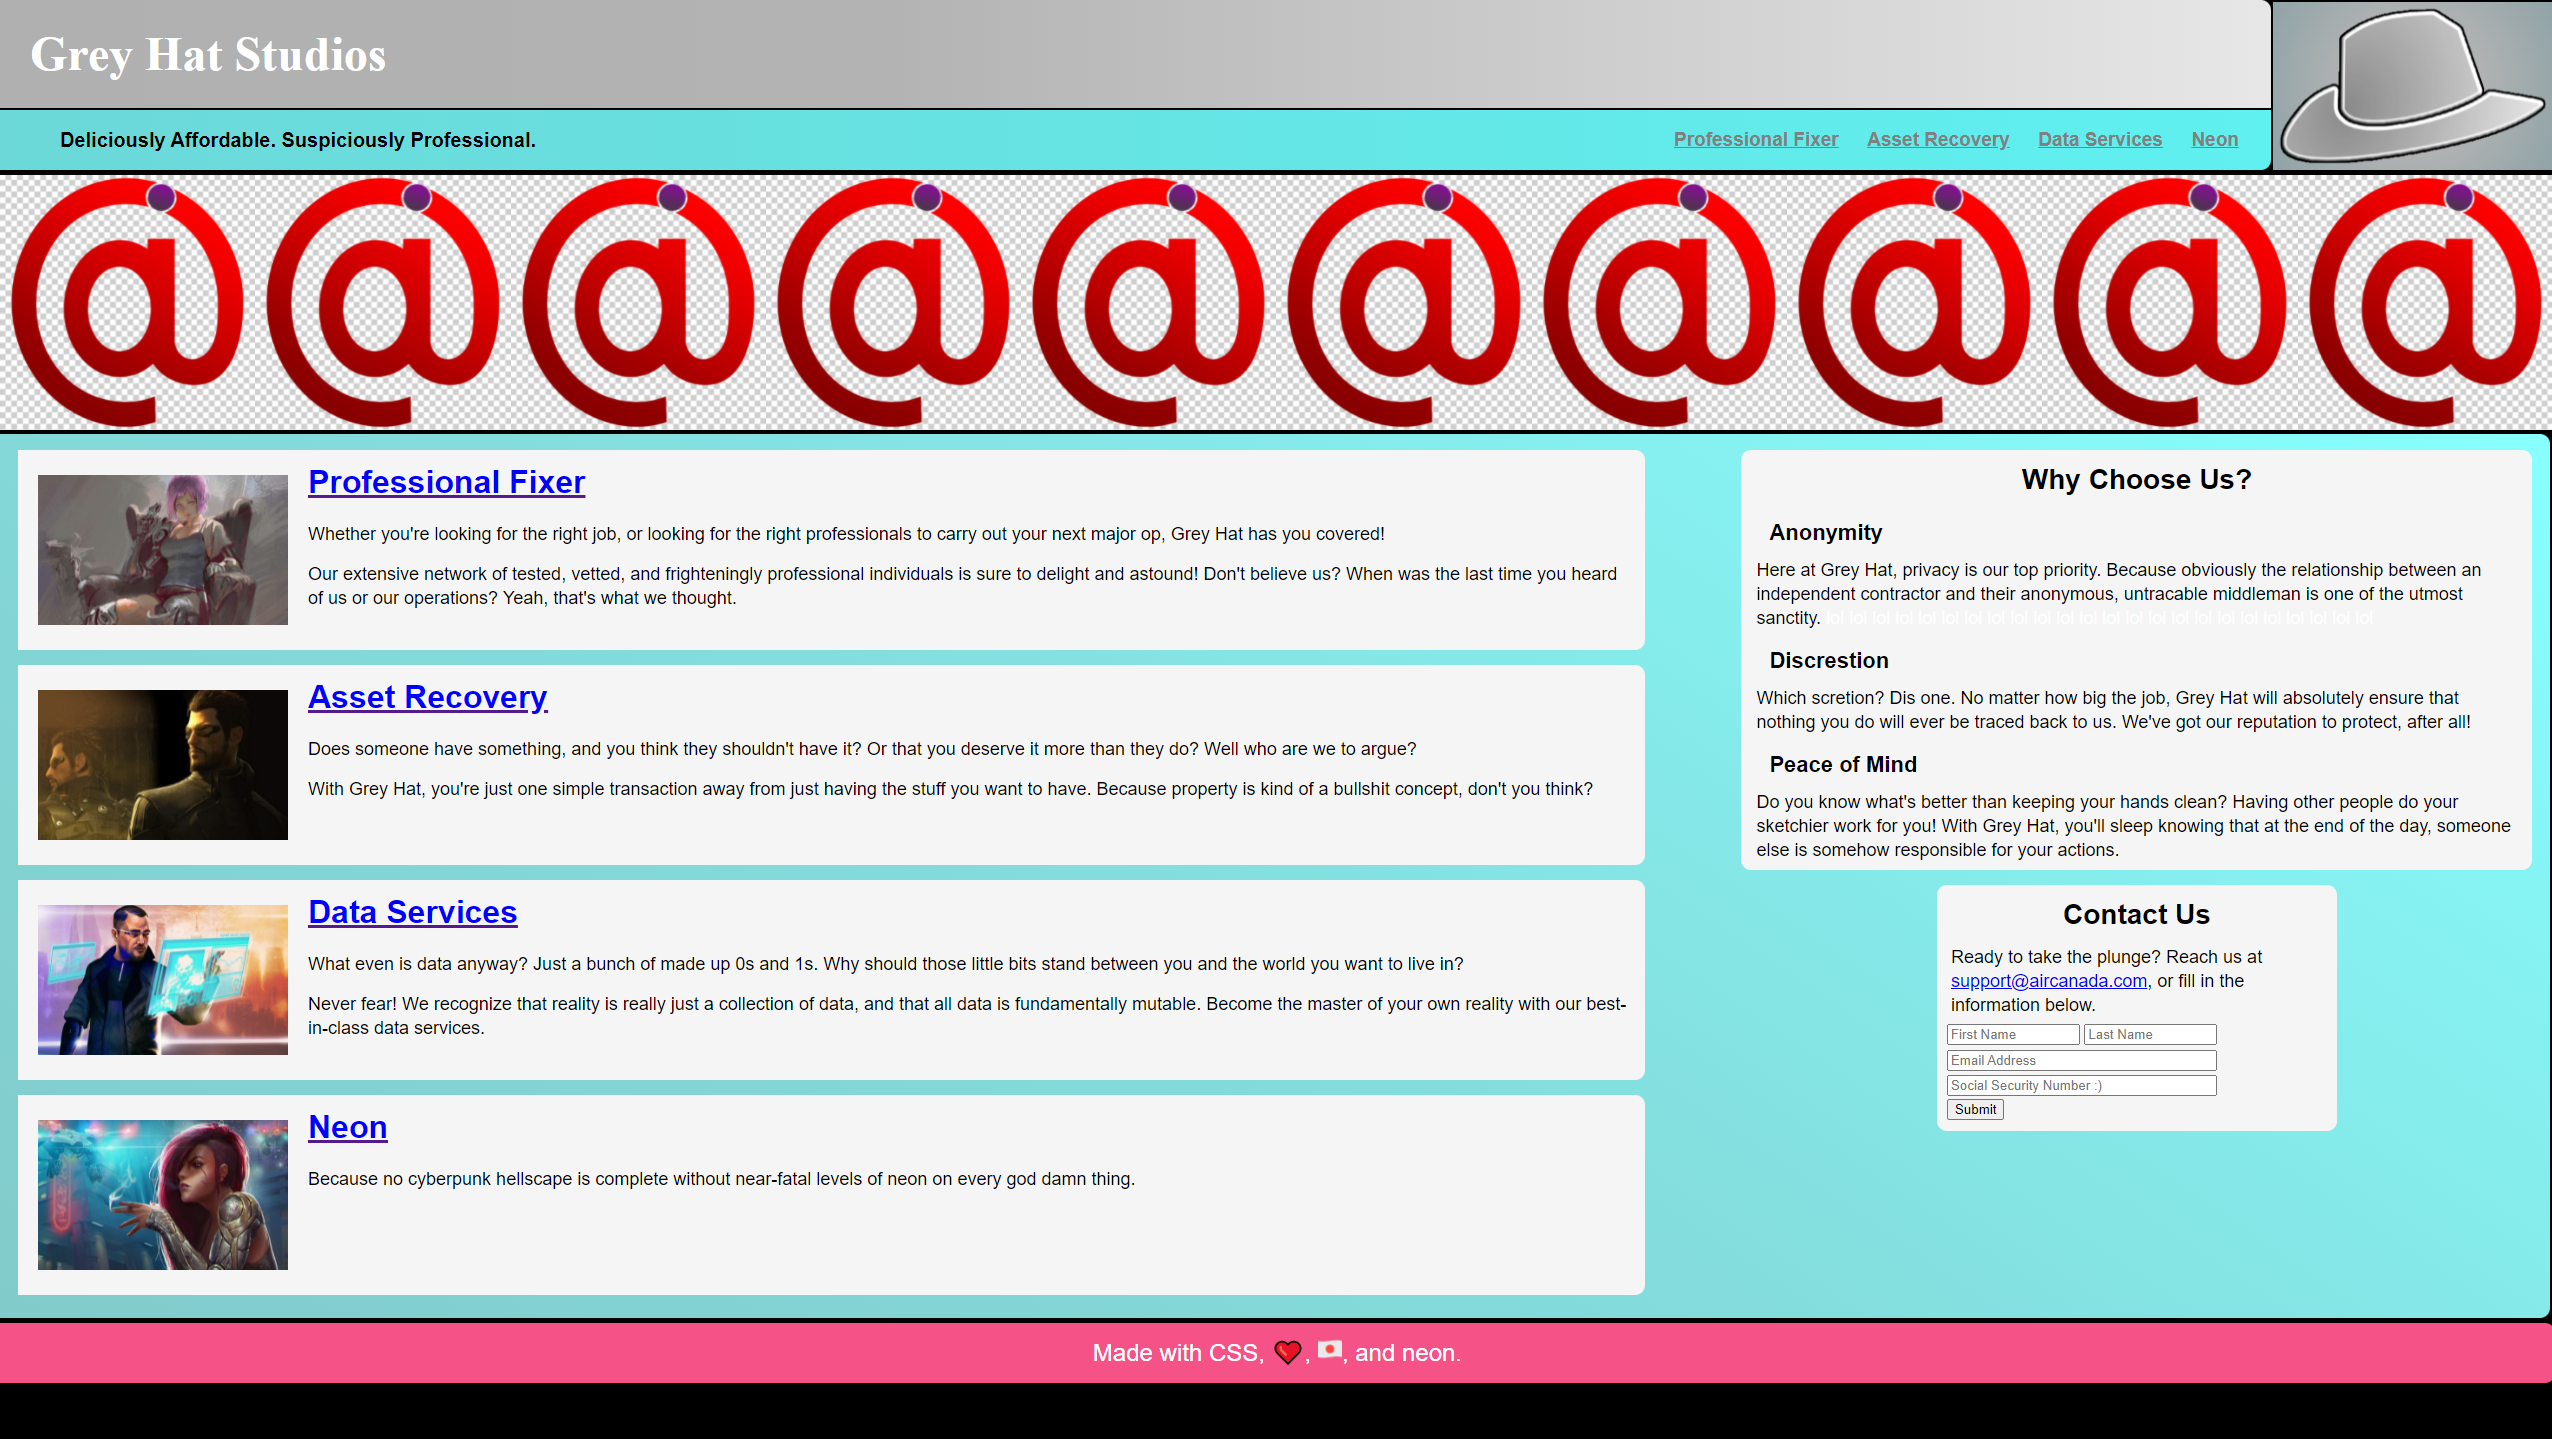 Grey Hat Studios
Deliciously Affordable. Suspiciously Professional.
Professional Fixer Asset Recovery Data Services Neon
@ @ @ @ @ @ @ @ @ @
Professional Fixer
Whether you're looking for the right job, or looking for the right professionals to carry out your next major op, Grey Hat has you covered!
Our extensive network of tested, vetted, and frighteningly professional individuals is sure to delight and astound! Don't believe us? When was the last time you heard
of us or our operations? Yeah, that's what we thought.
Asset Recovery
Does someone have something, and you think they shouldn't have it? Or that you deserve it more than they do? Well who are we to argue?
With Grey Hat, you're just one simple transaction away from just having the stuff you want to have. Because property is kind of a bullshit concept, don't you think?
Data Services
What even is data anyway? Just a bunch of made up 0s and 1s. Why should those little bits stand between you and the world you want to live in?
Never fear! We recognize that reality is really just a collection of data, and that all data is fundamentally mutable. Become the master of your own reality with our best-
in-class data services.
Neon
Because no cyberpunk hellscape is complete without near-fatal levels of neon on every god damn thing.
Why Choose Us?
Anonymity
Here at Grey Hat, privacy is our top priority. Because obviously the relationship between an
independent contractor and their anonymous, untracable middleman is one of the utmost
sanctity. lol lol lol lol lol lol lol lol lol lol lol lol lol lol lol lol lol lol lol lol lol lol lol lol
Discrestion
Which scretion? Dis one. No matter how big the job, Grey Hat will absolutely ensure that
nothing you do will ever be traced back to us. We've got our reputation to protect, after all!
Peace of Mind
Do you know what's better than keeping your hands clean? Having other people do your
sketchier work for you! With Grey Hat, you'll sleep knowing that at the end of the day, someone
else is somehow responsible for your actions.
Contact Us
Ready to take the plunge? Reach us at
support@aircanada.com, or fill in the
information below.
First Name Last Name
Email Address
Social Security Number :)
Submit
Made with CSS, ❤️, 🇯🇵, and neon.